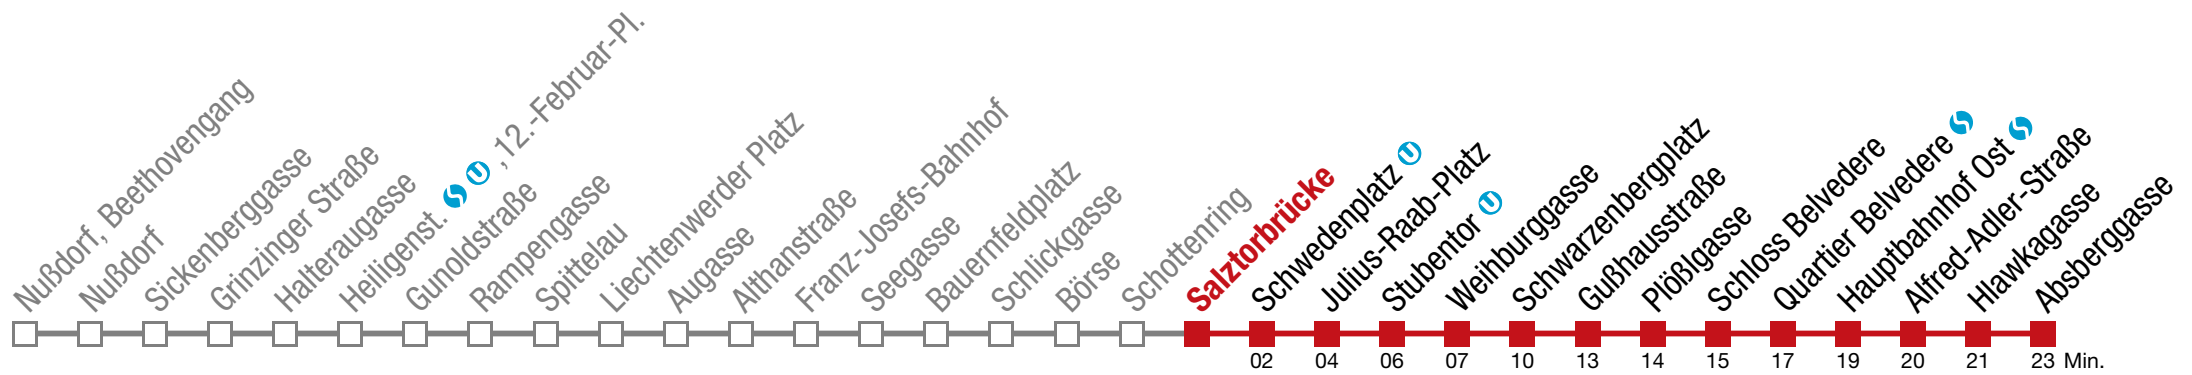 Nußdorf, Beethovengang
Nußdorf
Sickenberggasse
Grinzinger Straße
Halteraugasse
Heiligenst. S U , 12.-Februar-Pl.
Gunoldstraße
Rampengasse
Spittelau
Liechtenwerder Platz
Augasse
Althanstraße
Franz-Josefs-Bahnhof
Seegasse
Bauernfeldplatz
Schlickgasse
Börse
Schottenring
Salztorbrücke
Schwedenplatz U
Julius-Raab-Platz
Stubentor U
Weihburggasse
Schwarzenbergplatz
Gußhausstraße
Plößlgasse
Schloss Belvedere
Quartier Belvedere S
Hauptbahnhof Ost S
Alfred-Adler-Straße
Hlawkagasse
Absberggasse
02 04 06 07 10 13 14 15 17 19 20 21 23 Min.